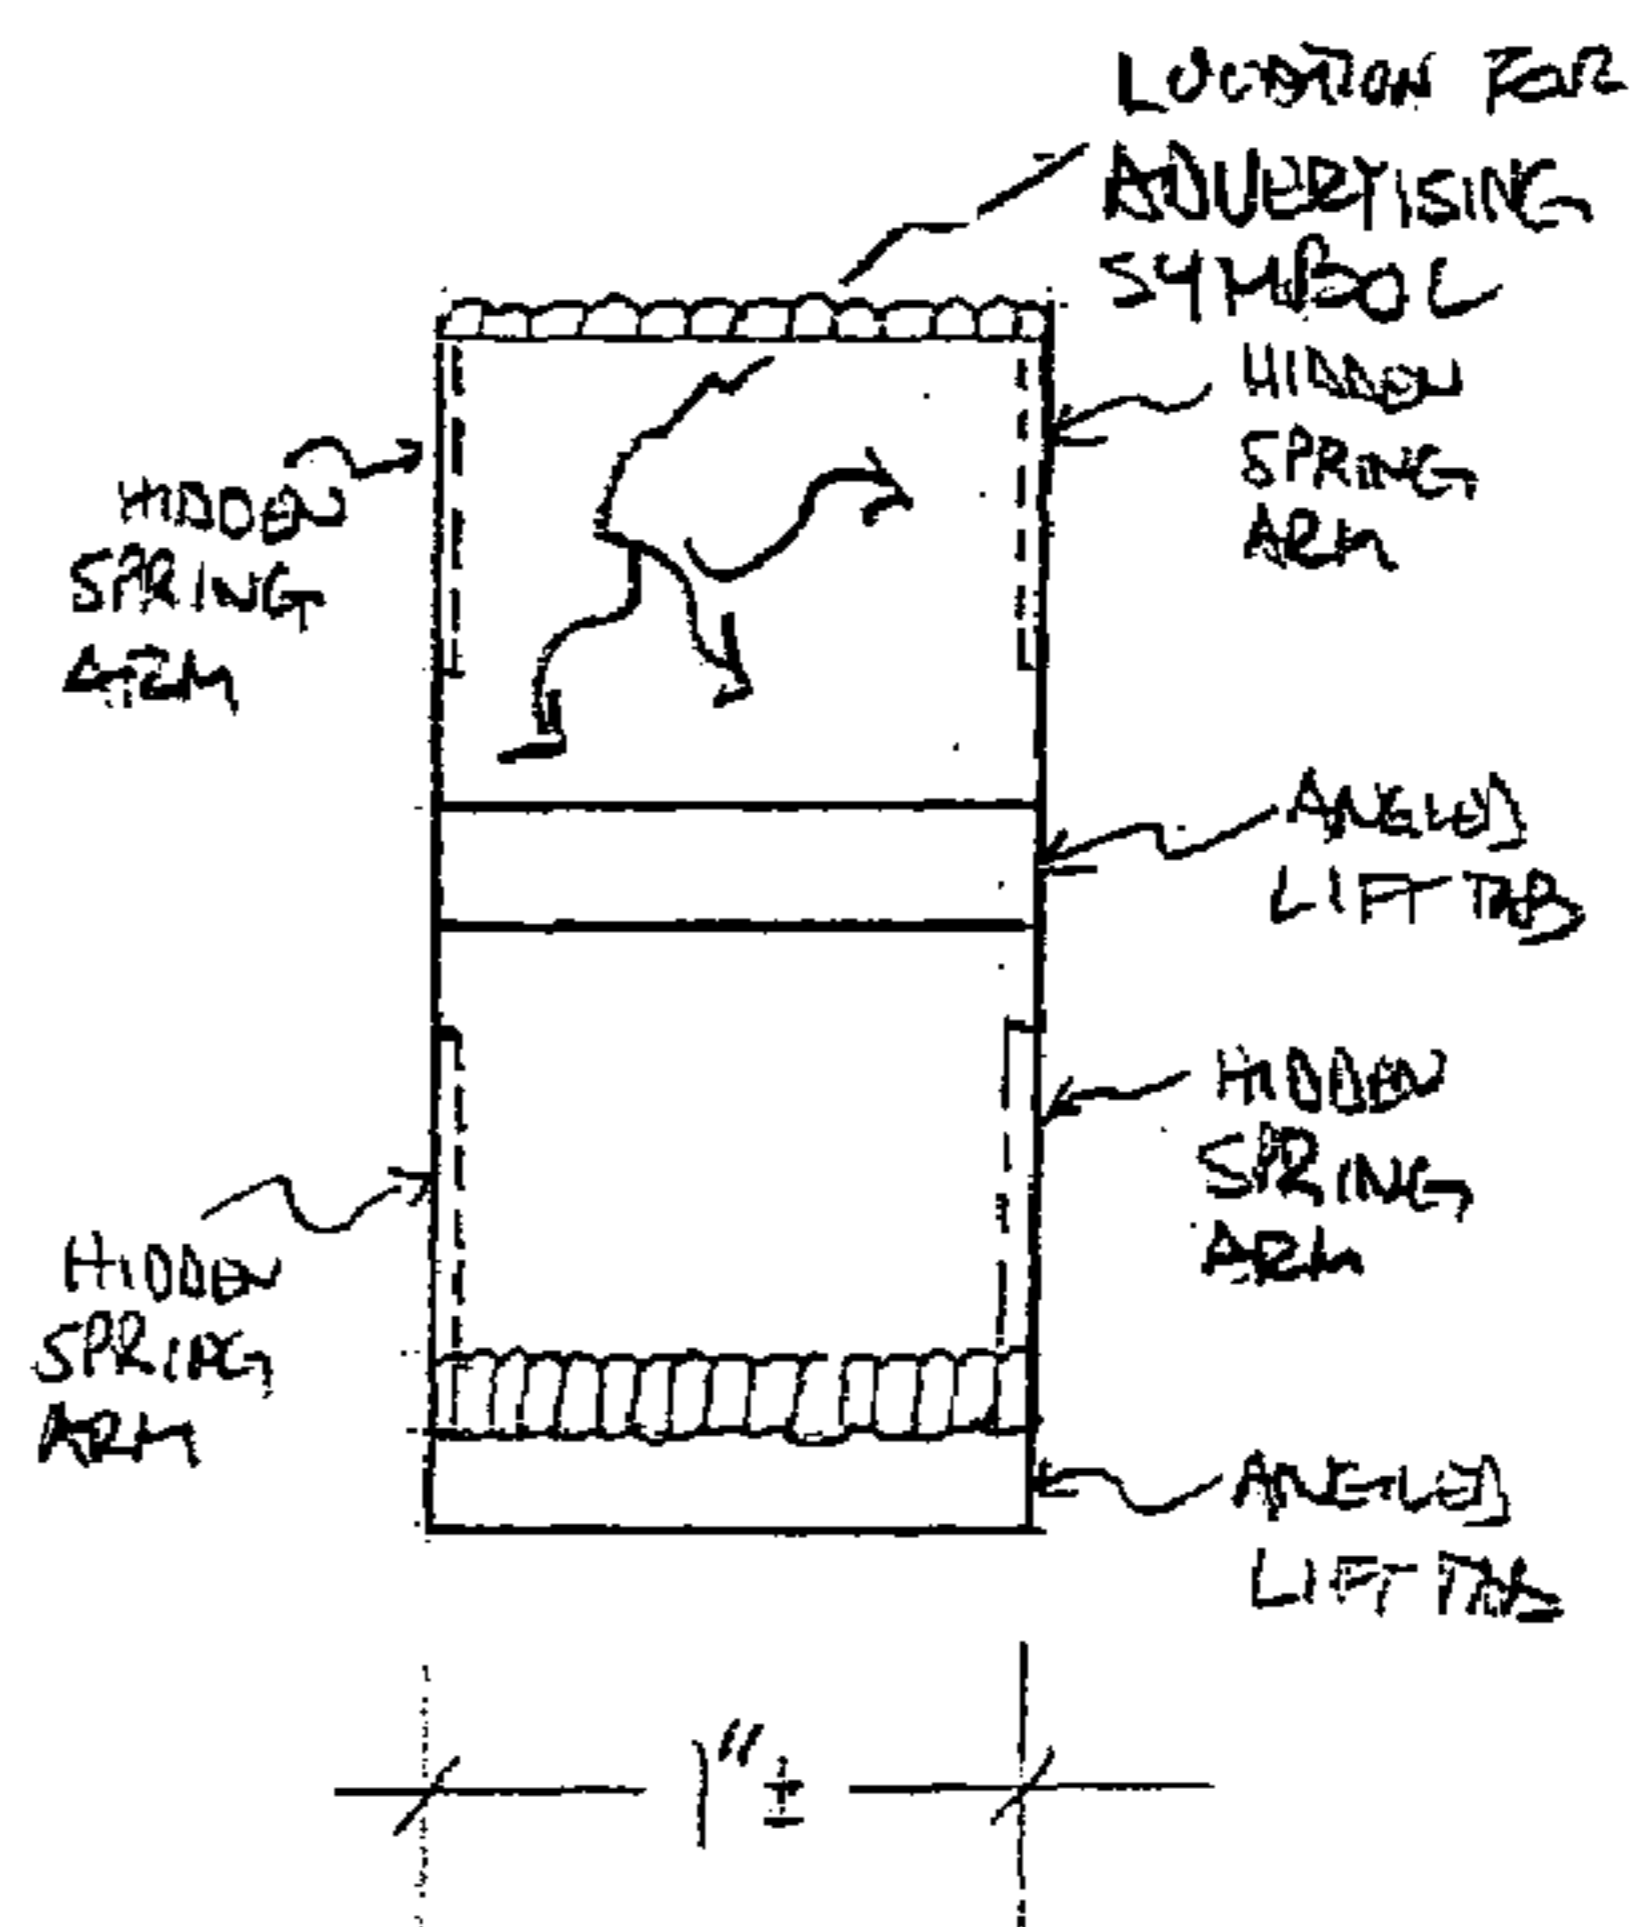 LOCATION FOR
ADVERTISING
SYMBOL
HIDDEN
SPRING
ARM
HIDDEN
SPRING
ARM
ANGLED
LIFT TAB
HIDDEN
SPRING
ARM
HIDDEN
SPRING
ARM
ANGLED
LIFT TAB
1" ±